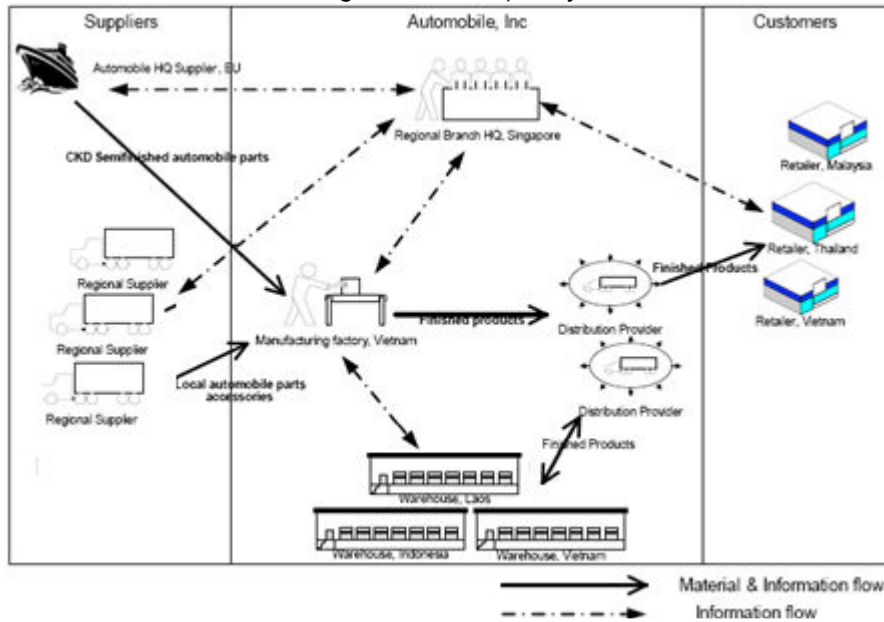 Suppliers
Automobile, Inc
Customers
Automobile HQ Supplier, EU
Regional Branch HQ, Singapore
CKD Semifinished automobile parts
Retailer, Malaysia
Regional Supplier
Retailer, Thailand
Finished Products
Regional Supplier
Manufacturing factory, Vietnam
Finished products
Distribution Provider
Retailer, Vietnam
Local automobile parts
accessories
Regional Supplier
Distribution Provider
Finished Products
Warehouse, Laos
Warehouse, Indonesia
Warehouse, Vietnam
Material & Information flow
Information flow